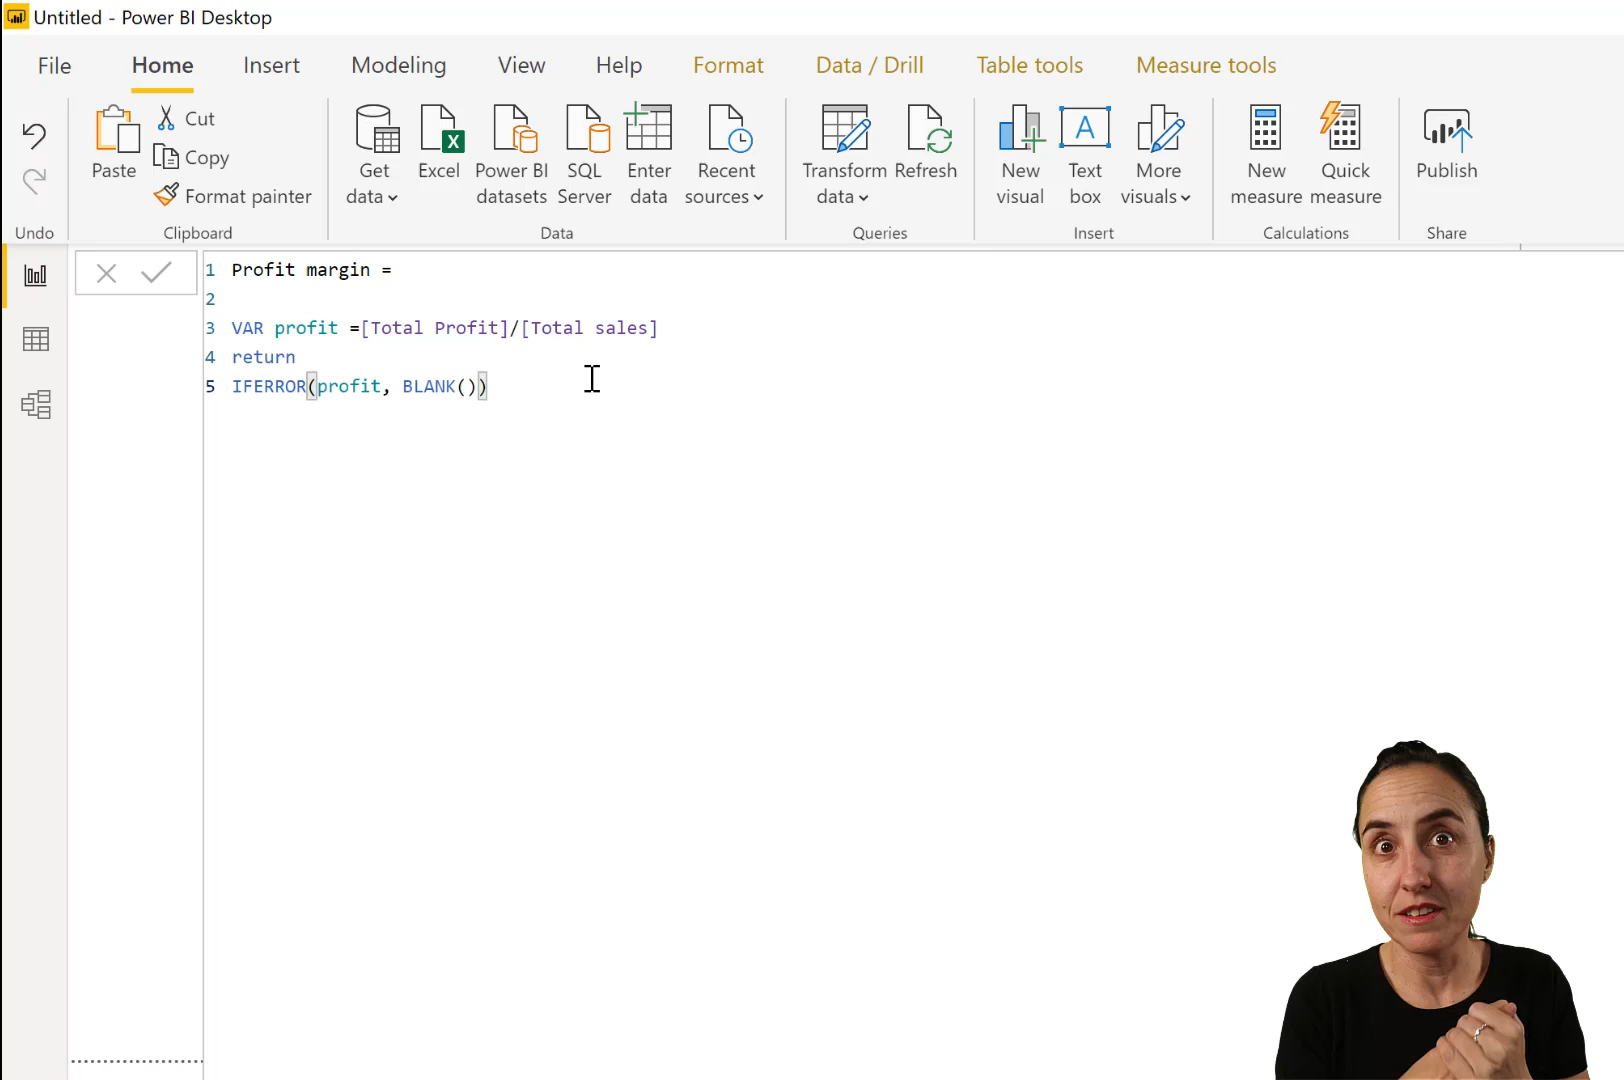 Untitled - Power BI Desktop
File Home Insert Modeling View Help Format Data / Drill Table tools Measure tools
Undo
Paste
Cut
Copy
Format painter
Clipboard
Get data
Excel
Power BI datasets
SQL Server
Enter data
Recent sources
Data
Transform data
Refresh
Queries
New visual
A
Text box
More visuals
Insert
New measure
Quick measure
Calculations
Publish
Share
1 Profit margin =
2
3 VAR profit =[Total Profit]/[Total sales]
4 return
5 IFERROR(profit, BLANK())